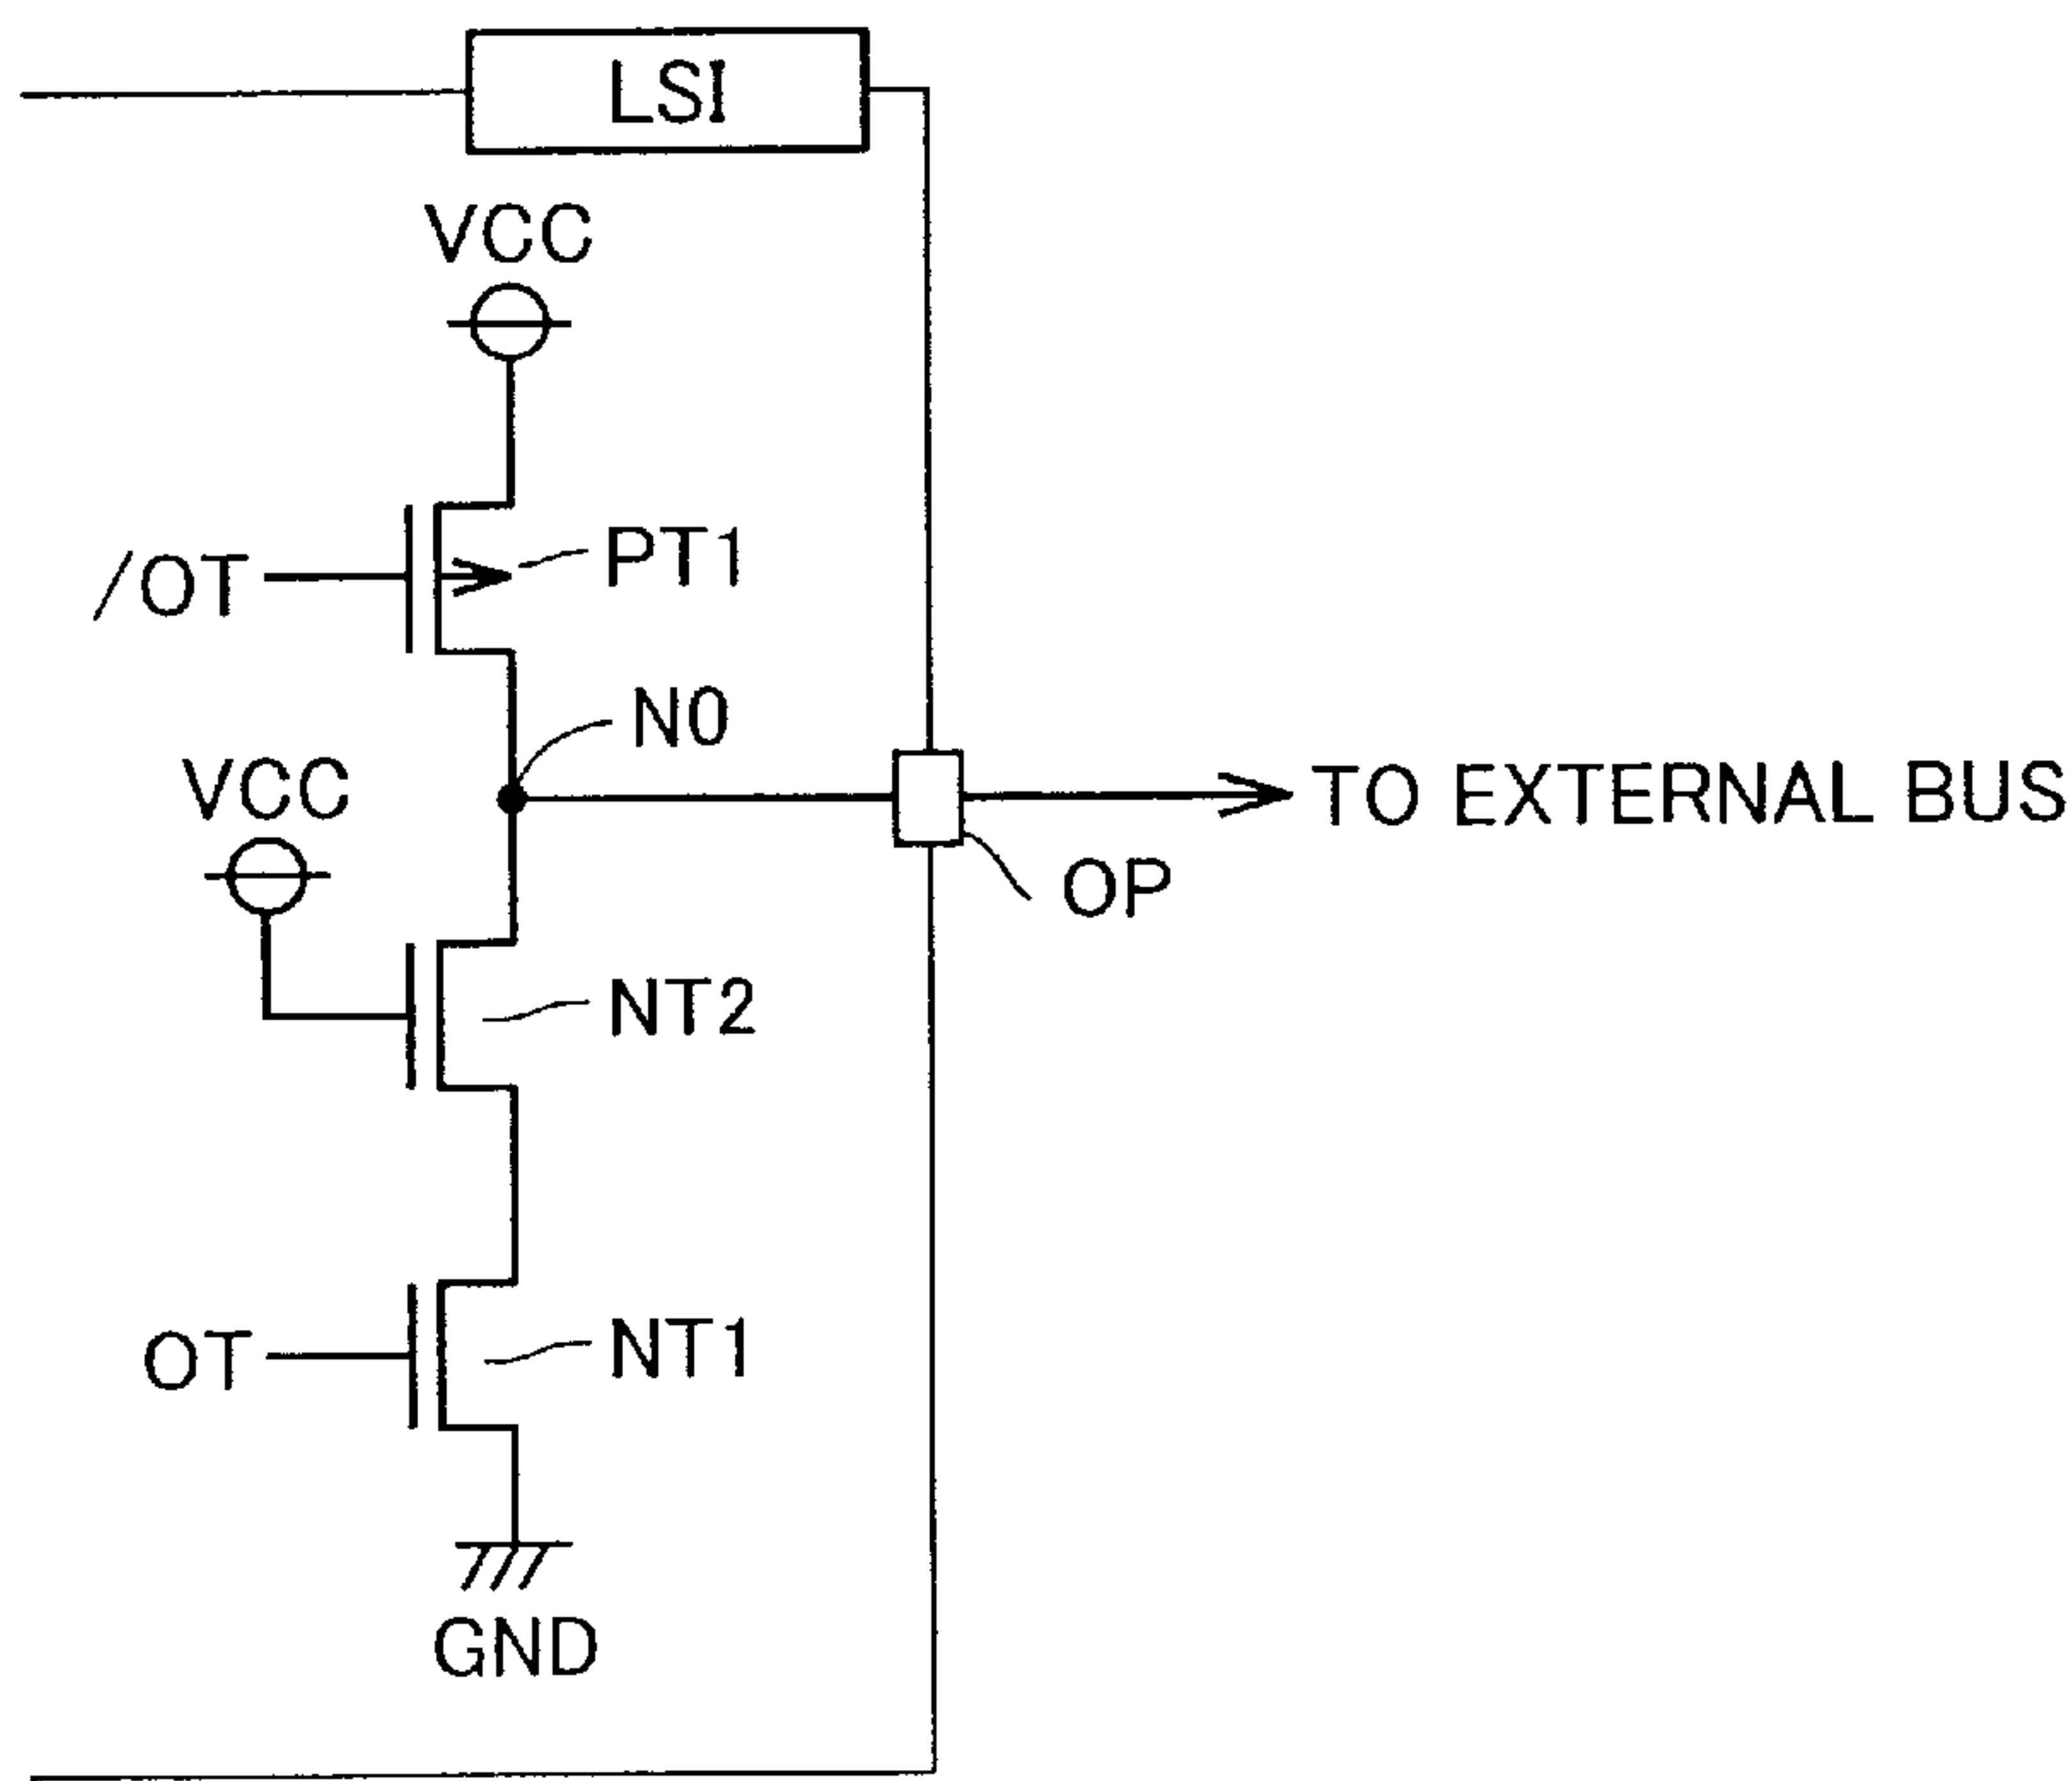 LSI
VCC
/OT
PT1
N0
VCC
TO EXTERNAL BUS
OP
NT2
OT
NT1
GND